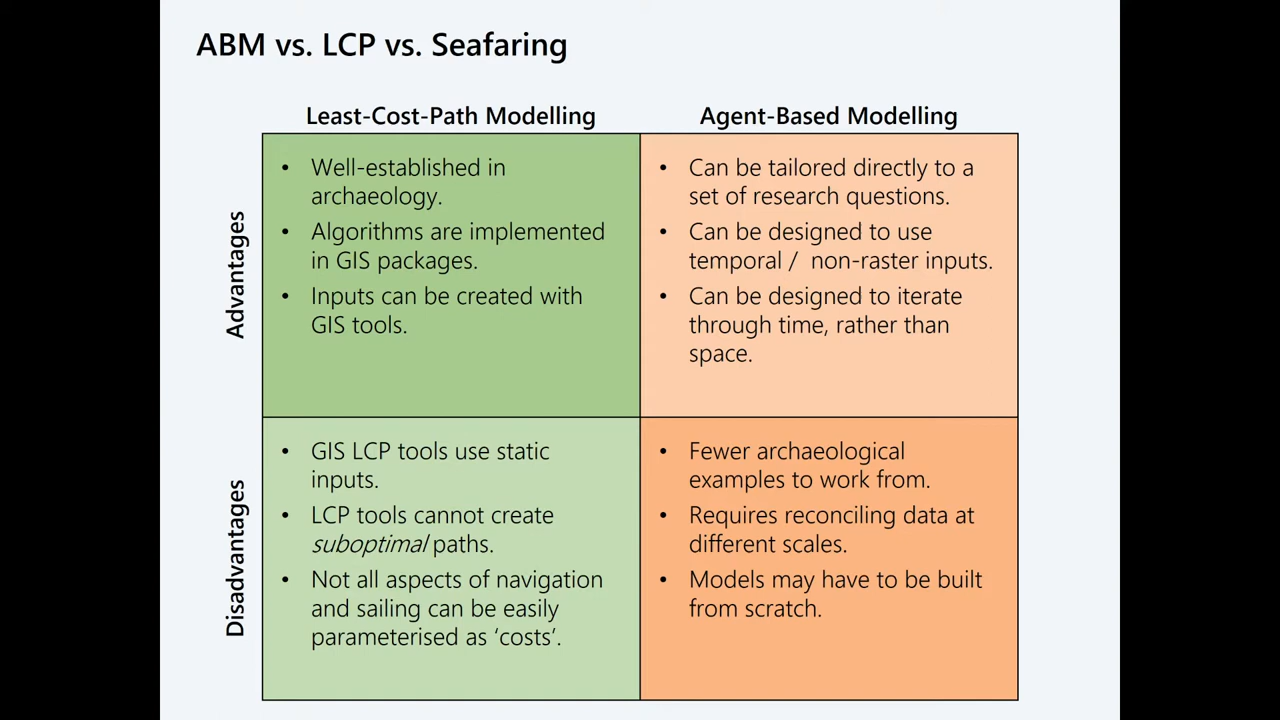 ABM vs. LCP vs. Seafaring
Least-Cost-Path Modelling
Agent-Based Modelling
Advantages
• Well-established in
archaeology.
• Algorithms are implemented
in GIS packages.
• Inputs can be created with
GIS tools.
• Can be tailored directly to a
set of research questions.
• Can be designed to use
temporal /  non-raster inputs.
• Can be designed to iterate
through time, rather than
space.
Disadvantages
• GIS LCP tools use static
inputs.
• LCP tools cannot create
suboptimal paths.
• Not all aspects of navigation
and sailing can be easily
parameterised as ‘costs’.
• Fewer archaeological
examples to work from.
• Requires reconciling data at
different scales.
• Models may have to be built
from scratch.